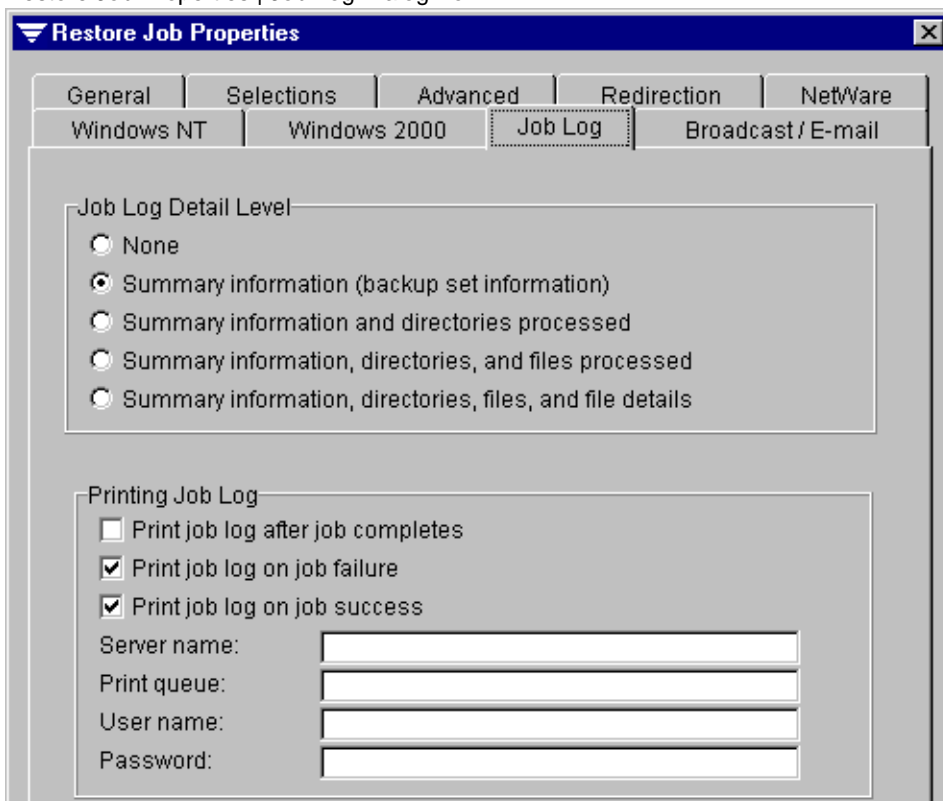 Restore Job Properties
General Selections Advanced Redirection NetWare
Windows NT Windows 2000 Job Log Broadcast / E-mail
Job Log Detail Level
None
Summary information (backup set information)
Summary information and directories processed
Summary information, directories, and files processed
Summary information, directories, files, and file details
Printing Job Log
Print job log after job completes
Print job log on job failure
Print job log on job success
Server name:
Print queue:
User name:
Password: